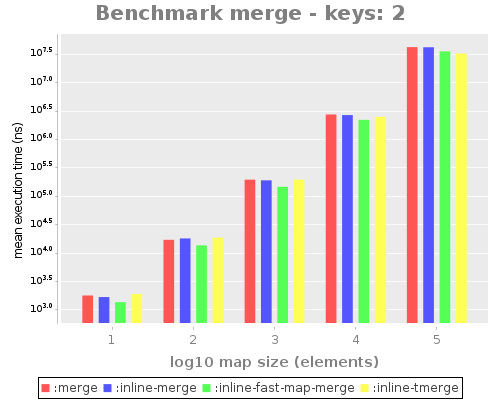 Benchmark merge - keys: 2
mean execution time (ns)
10^7.5
10^7.0
10^6.5
10^6.0
10^5.5
10^5.0
10^4.5
10^4.0
10^3.5
10^3.0
1 2 3 4 5
log10 map size (elements)
:merge :inline-merge :inline-fast-map-merge :inline-tmerge